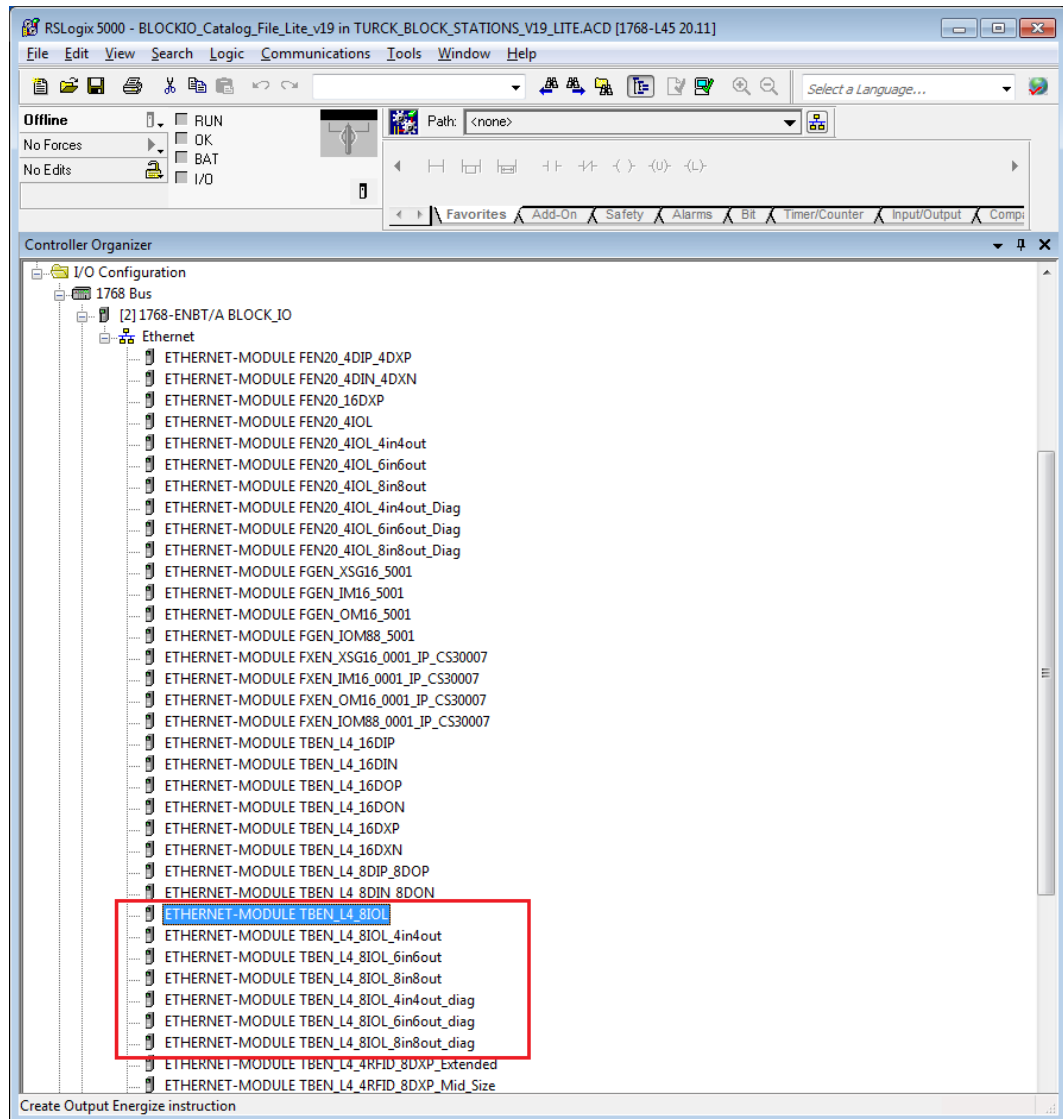 RSLogix 5000 - BLOCKIO_Catalog_File_Lite_v19 in TURCK_BLOCK_STATIONS_V19_LITE.ACD [1768-L45 20.11]
File Edit View Search Logic Communications Tools Window Help
Select a Language...
Offline RUN Path: <none>
No Forces OK
No Edits BAT
I/O
Favorites Add-On Safety Alarms Bit Timer/Counter Input/Output
Controller Organizer
I/O Configuration
1768 Bus
[2] 1768-ENBT/A BLOCK_IO
Ethernet
ETHERNET-MODULE FEN20_4DIP_4DXP
ETHERNET-MODULE FEN20_4DIN_4DXN
ETHERNET-MODULE FEN20_16DXP
ETHERNET-MODULE FEN20_4IOL
ETHERNET-MODULE FEN20_4IOL_4in4out
ETHERNET-MODULE FEN20_4IOL_6in6out
ETHERNET-MODULE FEN20_4IOL_8in8out
ETHERNET-MODULE FEN20_4IOL_4in4out_Diag
ETHERNET-MODULE FEN20_4IOL_6in6out_Diag
ETHERNET-MODULE FEN20_4IOL_8in8out_Diag
ETHERNET-MODULE FGEN_XSG16_5001
ETHERNET-MODULE FGEN_IM16_5001
ETHERNET-MODULE FGEN_OM16_5001
ETHERNET-MODULE FGEN_IOM88_5001
ETHERNET-MODULE FXEN_XSG16_0001_IP_CS30007
ETHERNET-MODULE FXEN_IM16_0001_IP_CS30007
ETHERNET-MODULE FXEN_OM16_0001_IP_CS30007
ETHERNET-MODULE FXEN_IOM88_0001_IP_CS30007
ETHERNET-MODULE TBEN_L4_16DIP
ETHERNET-MODULE TBEN_L4_16DIN
ETHERNET-MODULE TBEN_L4_16DOP
ETHERNET-MODULE TBEN_L4_16DON
ETHERNET-MODULE TBEN_L4_16DXP
ETHERNET-MODULE TBEN_L4_16DXN
ETHERNET-MODULE TBEN_L4_8DIP_8DOP
ETHERNET-MODULE TBEN_L4_8DIN_8DON
ETHERNET-MODULE TBEN_L4_8IOL
ETHERNET-MODULE TBEN_L4_8IOL_4in4out
ETHERNET-MODULE TBEN_L4_8IOL_6in6out
ETHERNET-MODULE TBEN_L4_8IOL_8in8out
ETHERNET-MODULE TBEN_L4_8IOL_4in4out_diag
ETHERNET-MODULE TBEN_L4_8IOL_6in6out_diag
ETHERNET-MODULE TBEN_L4_8IOL_8in8out_diag
ETHERNET-MODULE TBEN_L4_4RFID_8DXP_Extended
ETHERNET-MODULE TBEN_L4_4RFID_8DXP_Mid_Size
Create Output Energize instruction